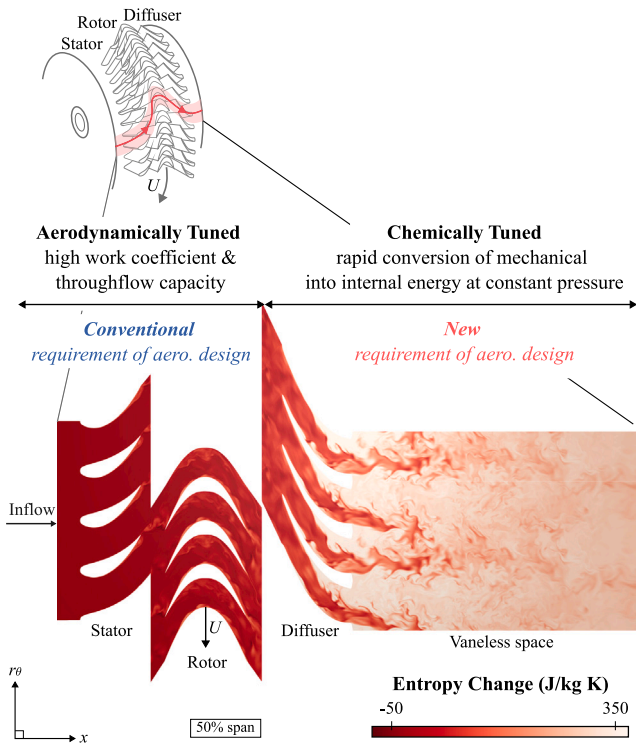 Diffuser
Rotor
Stator
U
Aerodynamically Tuned
high work coefficient &
throughflow capacity
Chemically Tuned
rapid conversion of mechanical
into internal energy at constant pressure
Conventional
requirement of aero. design
New
requirement of aero. design
Inflow
Stator
U
Rotor
Diffuser
Vaneless space
rθ
x
50% span
Entropy Change (J/kg K)
-50 350